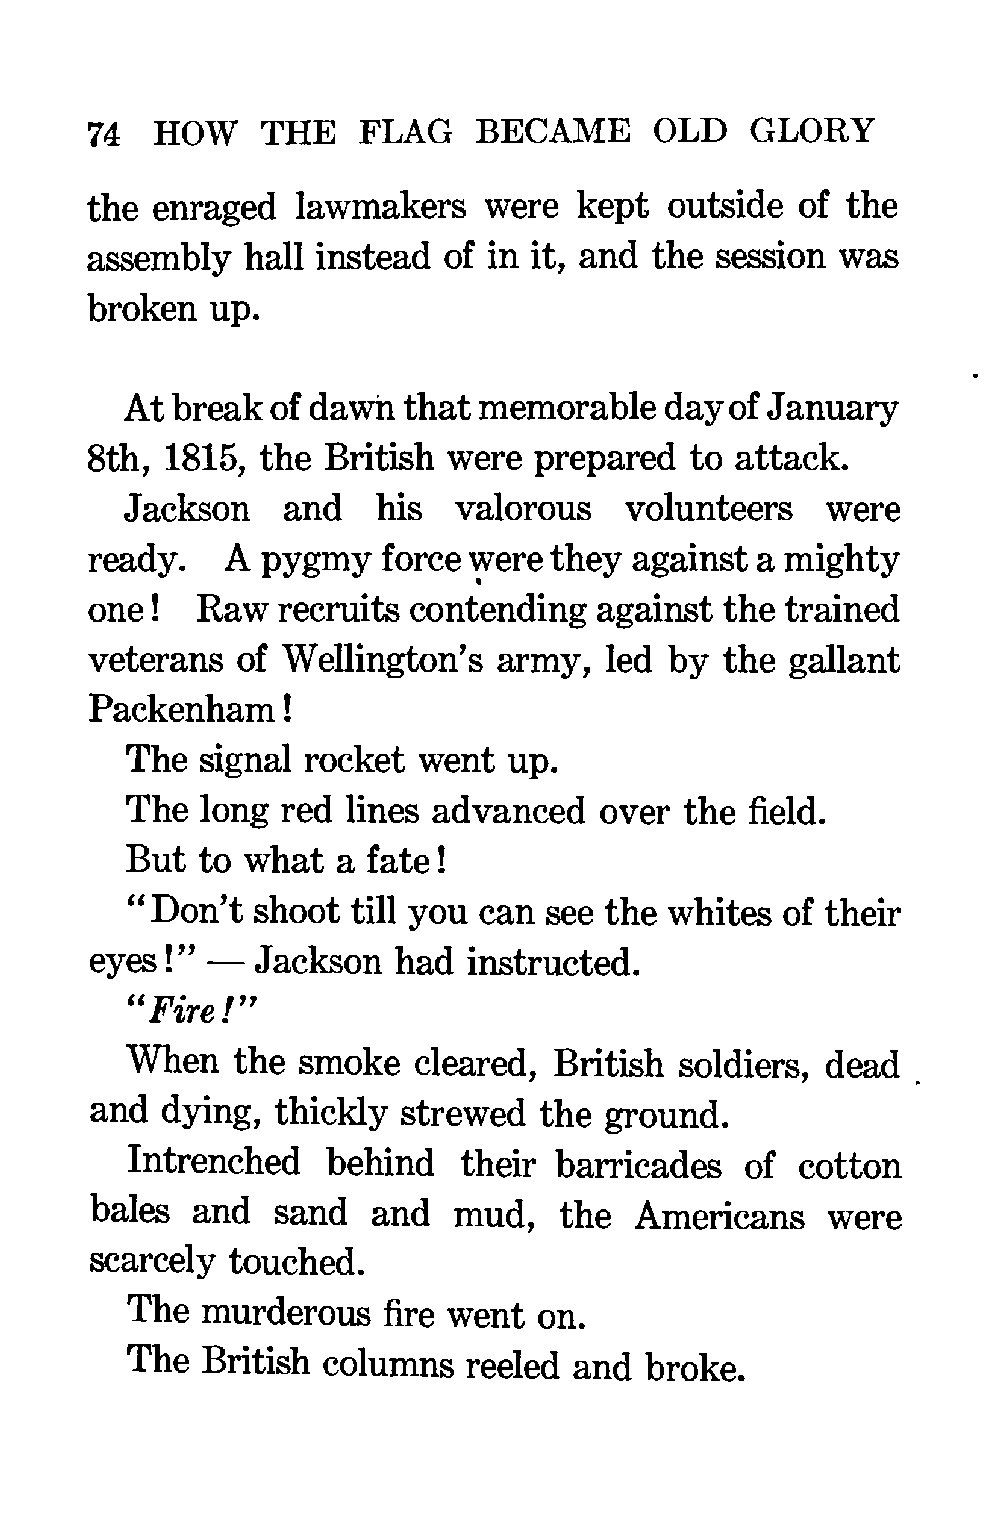 74 HOW THE FLAG BECAME OLD GLORY
the enraged lawmakers were kept outside of the
assembly hall instead of in it, and the session was
broken up.
At break of dawn that memorable day of January
8th, 1815, the British were prepared to attack.
Jackson and his valorous volunteers were
ready. A pygmy force were they against a mighty
one! Raw recruits contending against the trained
veterans of Wellington's army, led by the gallant
Packenham!
The signal rocket went up.
The long red lines advanced over the field.
But to what a fate!
"Don't shoot till you can see the whites of their
eyes!" — Jackson had instructed.
"Fire!"
When the smoke cleared, British soldiers, dead
and dying, thickly strewed the ground.
Intrenched behind their barricades of cotton
bales and sand and mud, the Americans were
scarcely touched.
The murderous fire went on.
The British columns reeled and broke.